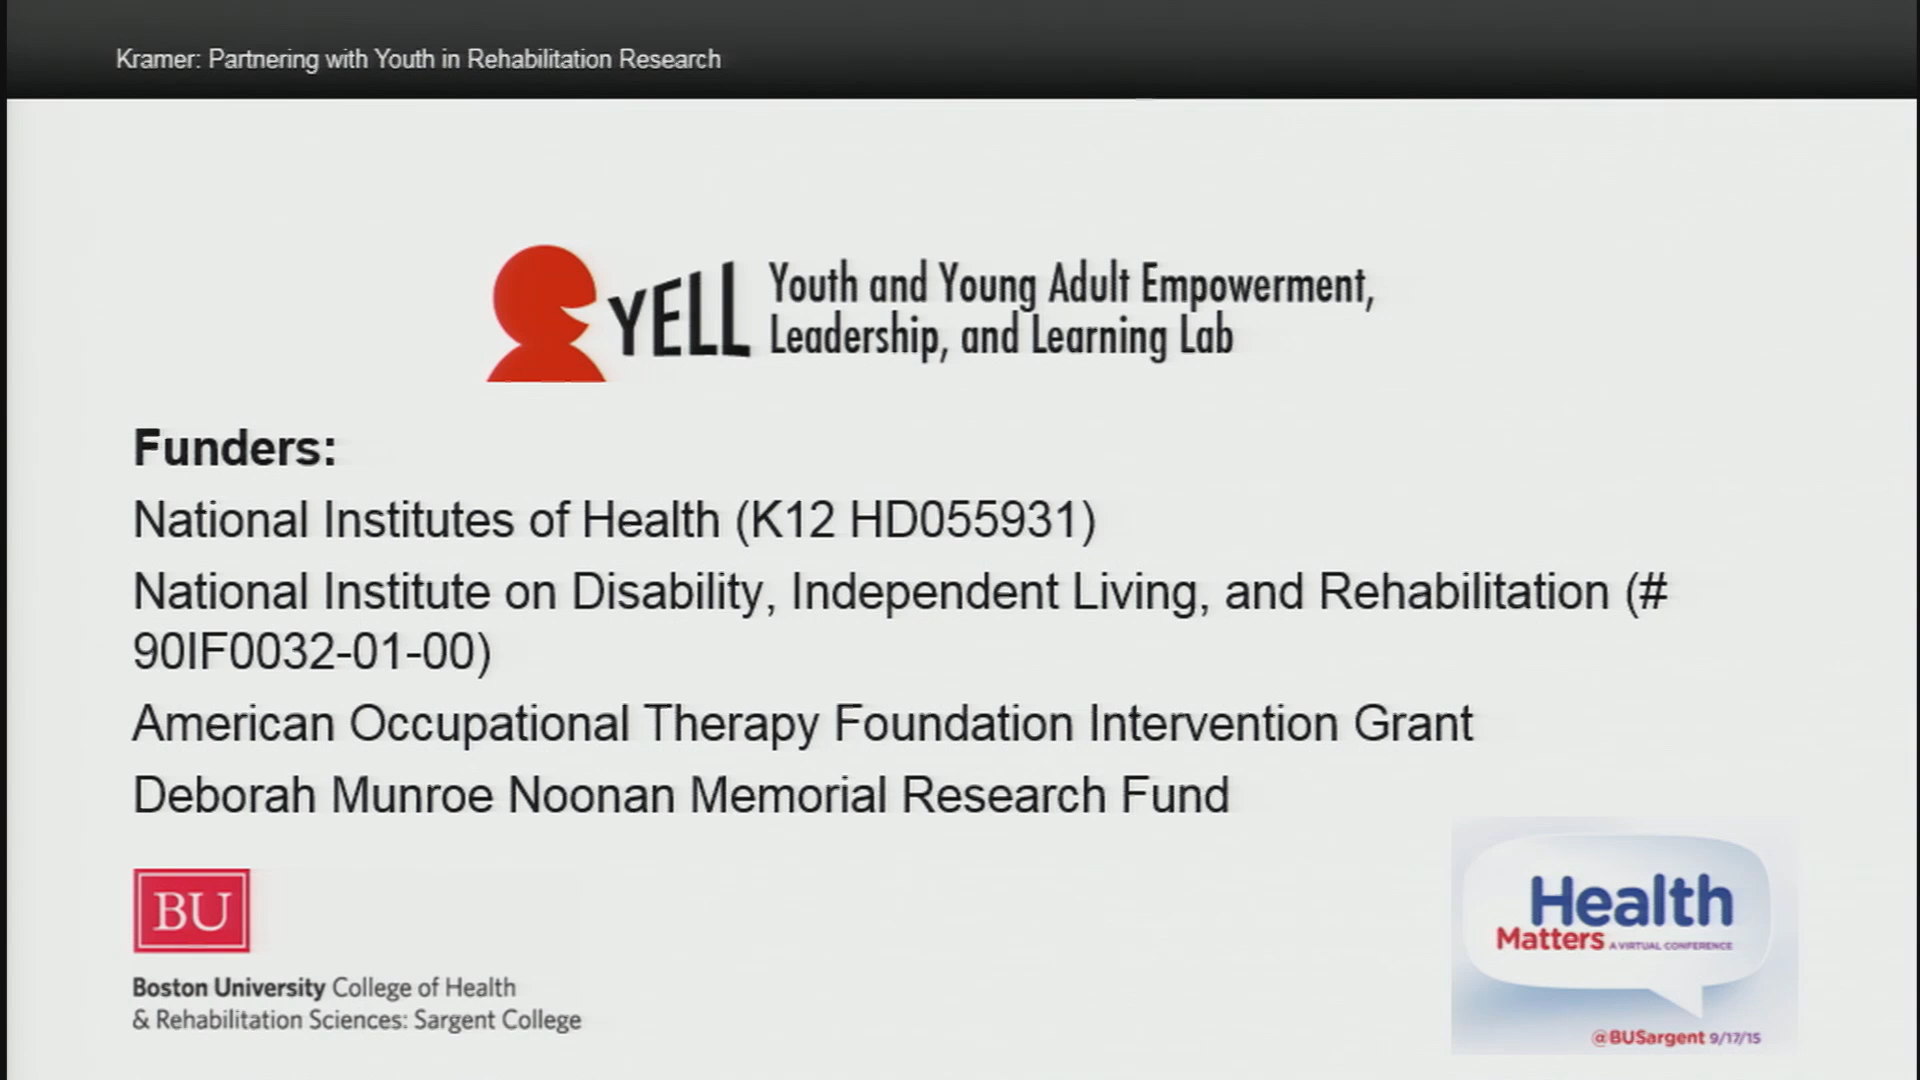 Kramer: Partnering with Youth in Rehabilitation Research
YELL
Youth and Young Adult Empowerment,
Leadership, and Learning Lab
Funders:
National Institutes of Health (K12 HD055931)
National Institute on Disability, Independent Living, and Rehabilitation (#
90IF0032-01-00)
American Occupational Therapy Foundation Intervention Grant
Deborah Munroe Noonan Memorial Research Fund
BU
Boston University College of Health
& Rehabilitation Sciences: Sargent College
Health
Matters A VIRTUAL CONFERENCE
@BUSargent 9/17/15